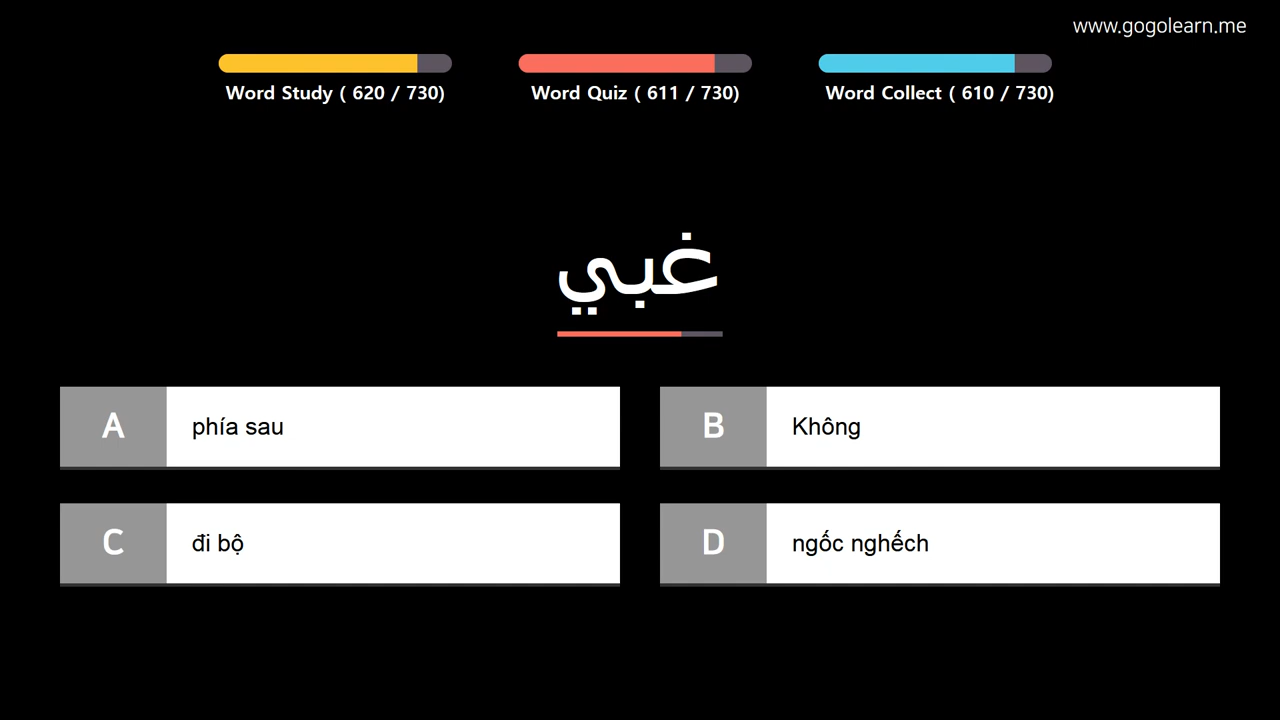 www.gogolearn.me
Word Study ( 620 / 730)
Word Quiz ( 611 / 730)
Word Collect ( 610 / 730)
غبي
A phía sau
B Không
C đi bộ
D ngốc nghếch